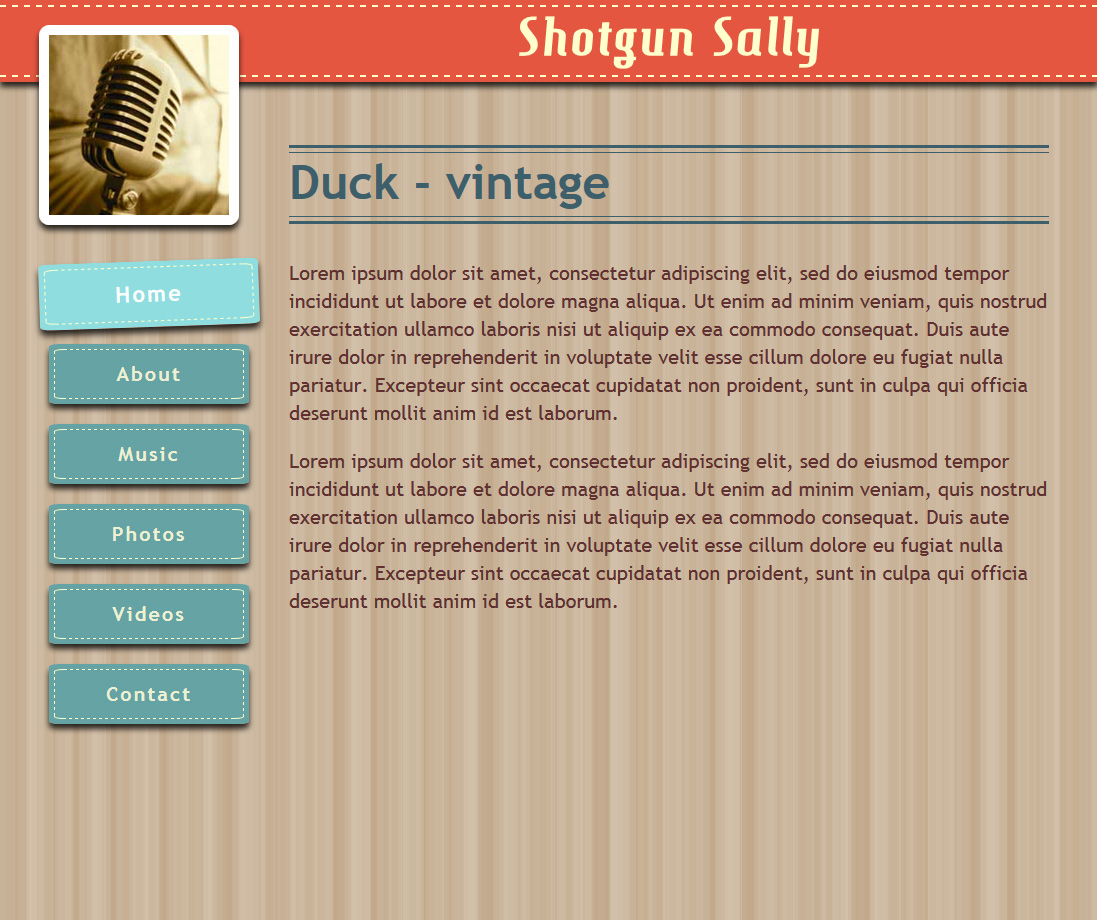 Shotgun Sally
Home
About
Music
Photos
Videos
Contact
Duck - vintage
Lorem ipsum dolor sit amet, consectetur adipiscing elit, sed do eiusmod tempor
incididunt ut labore et dolore magna aliqua. Ut enim ad minim veniam, quis nostrud
exercitation ullamco laboris nisi ut aliquip ex ea commodo consequat. Duis aute
irure dolor in reprehenderit in voluptate velit esse cillum dolore eu fugiat nulla
pariatur. Excepteur sint occaecat cupidatat non proident, sunt in culpa qui officia
deserunt mollit anim id est laborum.
Lorem ipsum dolor sit amet, consectetur adipiscing elit, sed do eiusmod tempor
incididunt ut labore et dolore magna aliqua. Ut enim ad minim veniam, quis nostrud
exercitation ullamco laboris nisi ut aliquip ex ea commodo consequat. Duis aute
irure dolor in reprehenderit in voluptate velit esse cillum dolore eu fugiat nulla
pariatur. Excepteur sint occaecat cupidatat non proident, sunt in culpa qui officia
deserunt mollit anim id est laborum.